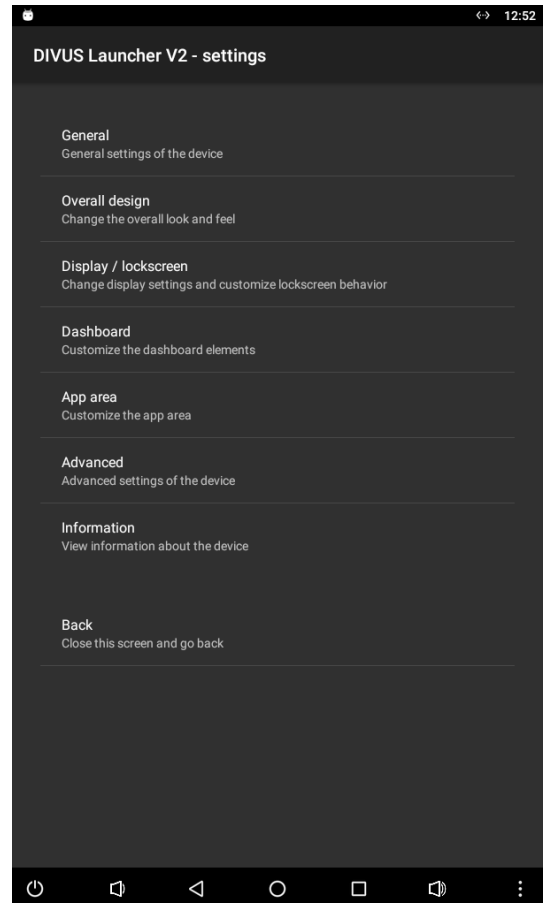 12:52
DIVUS Launcher V2 - settings
General
General settings of the device
Overall design
Change the overall look and feel
Display / lockscreen
Change display settings and customize lockscreen behavior
Dashboard
Customize the dashboard elements
App area
Customize the app area
Advanced
Advanced settings of the device
Information
View information about the device
Back
Close this screen and go back